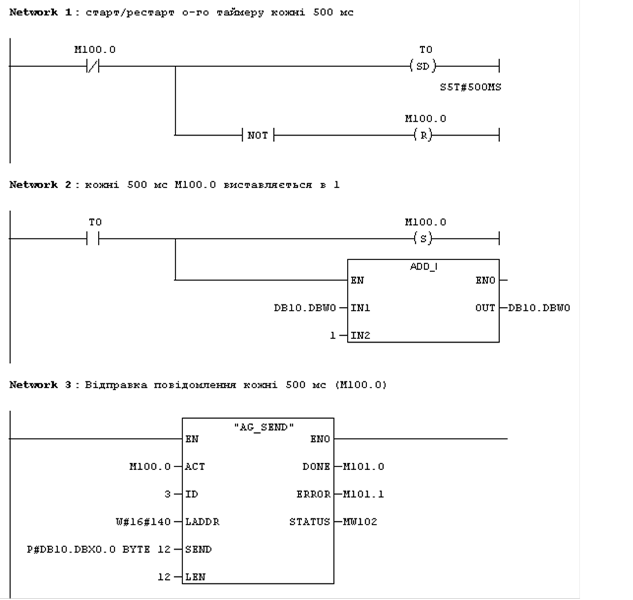 Network 1 : старт/рестарт 0-го таймеру кожні 500 мс
M100.0 T0
SD
S5T#500MS
M100.0
NOT R
Network 2 : кожні 500 мс M100.0 виставляється в 1
T0 M100.0
S
ADD_I
EN ENO
DB10.DBW0 IN1 OUT DB10.DBW0
1 IN2
Network 3 : Відправка повідомлення кожні 500 мс (M100.0)
"AG_SEND"
EN ENO
M100.0 ACT DONE M101.0
3 ID ERROR M101.1
W#16#140 LADDR STATUS MW102
P#DB10.DBX0.0 BYTE 12 SEND
12 LEN